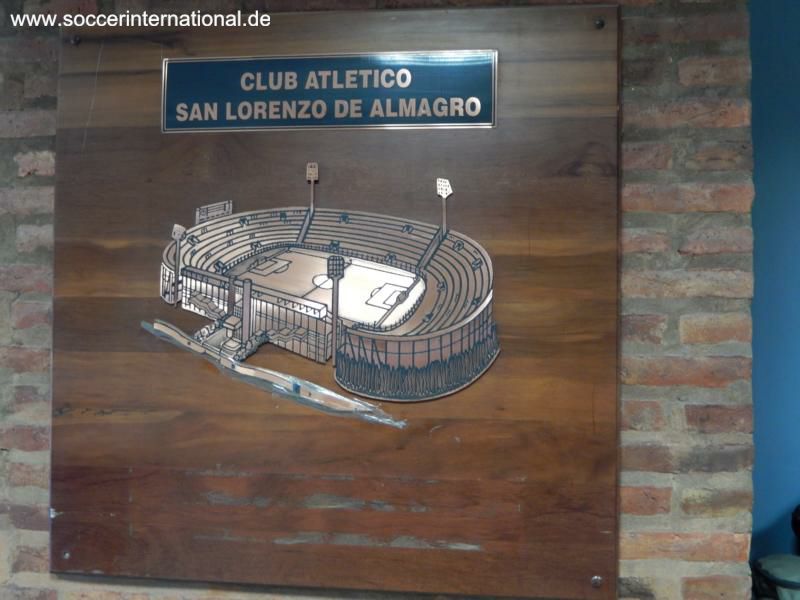 www.soccerinternational.de
CLUB ATLETICO
SAN LORENZO DE ALMAGRO